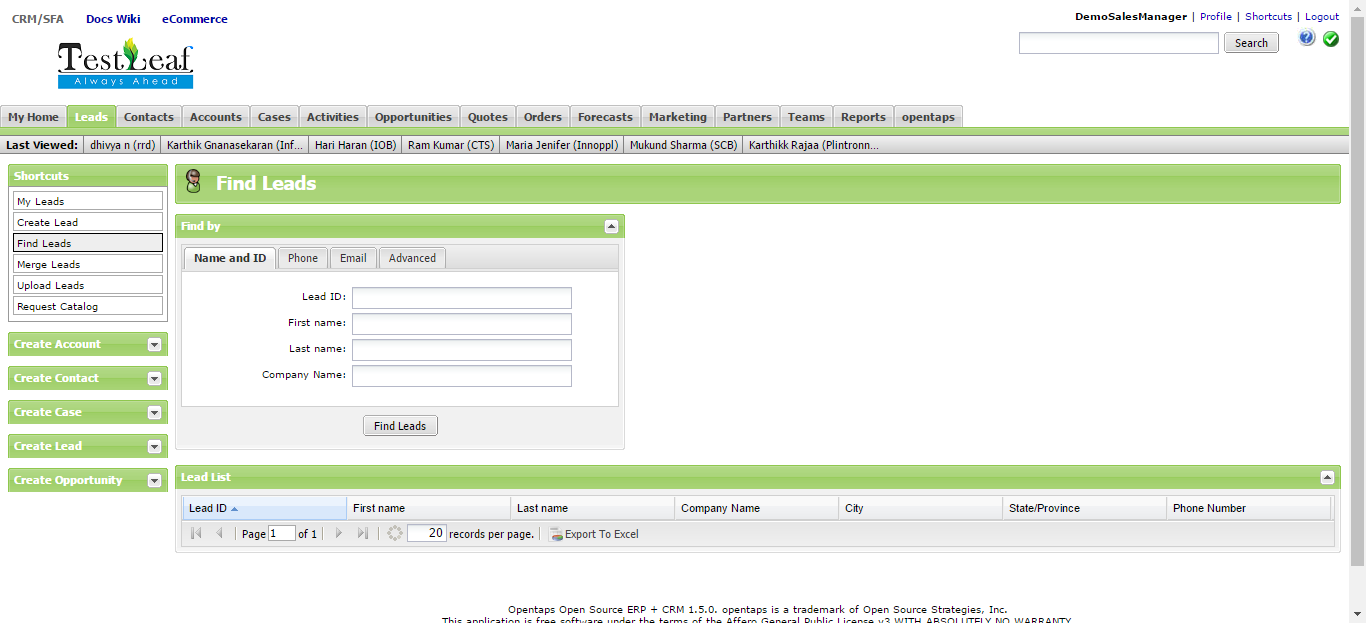 CRM/SFA Docs Wiki eCommerce
DemoSalesManager | Profile | Shortcuts | Logout
TestLeaf
Always Ahead
Search
My Home Leads Contacts Accounts Cases Activities Opportunities Quotes Orders Forecasts Marketing Partners Teams Reports opentaps
Last Viewed: dhivya n (rrd) Karthik Gnanasekaran (Inf... Hari Haran (IOB) Ram Kumar (CTS) Maria Jenifer (Innoppl) Mukund Sharma (SCB) Karthikk Rajaa (Plintronn...
Shortcuts
My Leads
Create Lead
Find Leads
Merge Leads
Upload Leads
Request Catalog
Create Account
Create Contact
Create Case
Create Lead
Create Opportunity
Find Leads
Find by
Name and ID Phone Email Advanced
Lead ID:
First name:
Last name:
Company Name:
Find Leads
Lead List
Lead ID First name Last name Company Name City State/Province Phone Number
Page 1 of 1 20 records per page. Export To Excel
Opentaps Open Source ERP + CRM 1.5.0. opentaps is a trademark of Open Source Strategies, Inc.
This application is free software under the terms of the Affero General Public License v3 WITH ABSOLUTELY NO WARRANTY